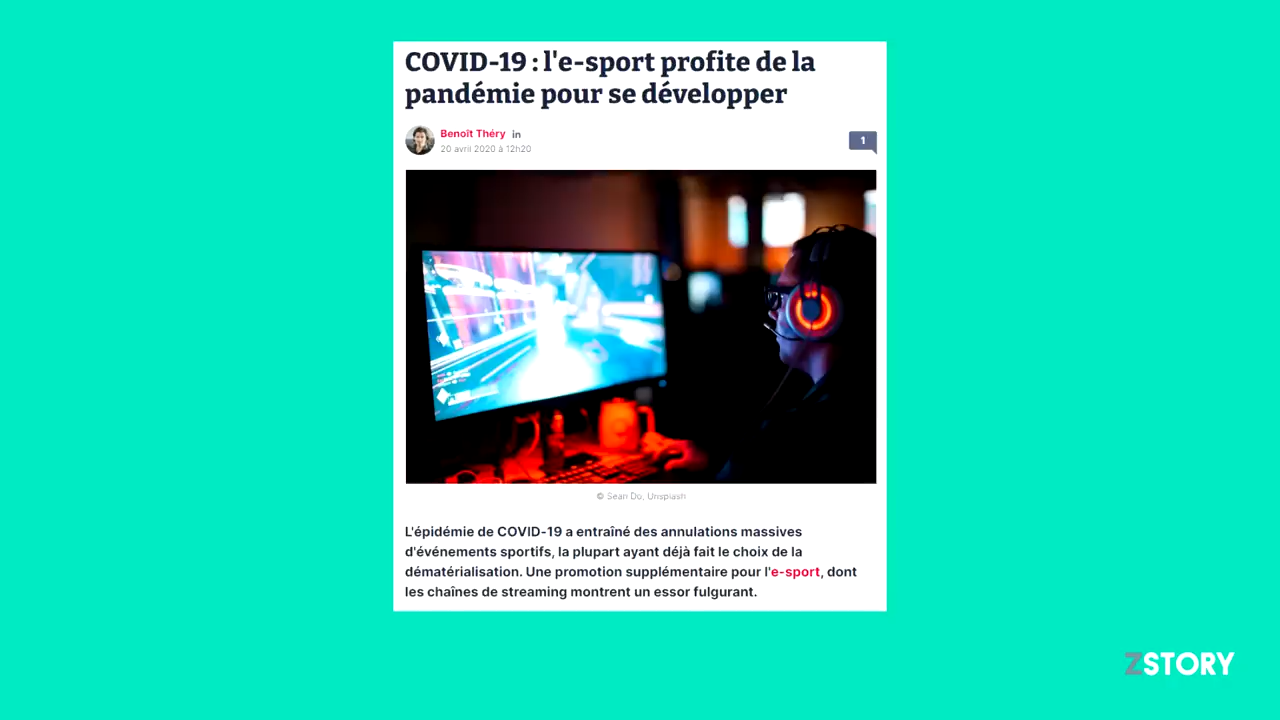 COVID-19 : l'e-sport profite de la
pandémie pour se développer
Benoît Théry in
20 avril 2020 à 12h20
1
© Sean Do, Unsplash
L'épidémie de COVID-19 a entraîné des annulations massives
d'événements sportifs, la plupart ayant déjà fait le choix de la
dématérialisation. Une promotion supplémentaire pour l'e-sport, dont
les chaînes de streaming montrent un essor fulgurant.
ZSTORY